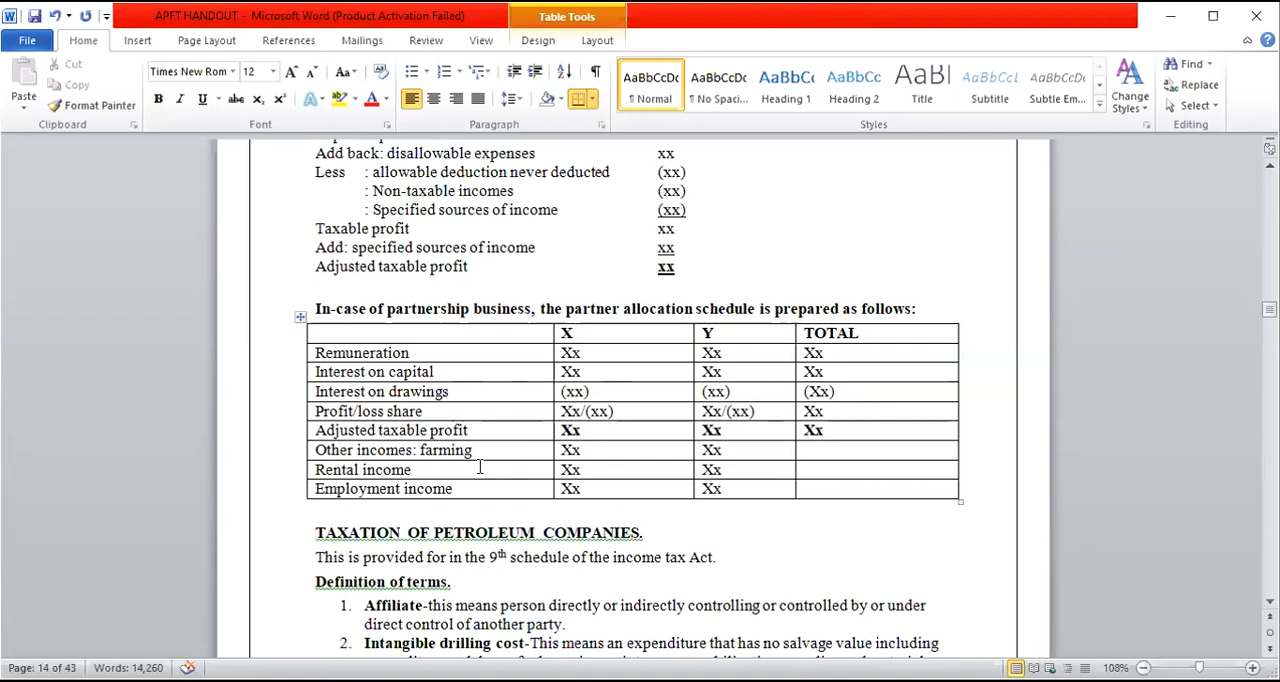 APFT HANDOUT - Microsoft Word (Product Activation Failed)
Table Tools
File Home Insert Page Layout References Mailings Review View Design Layout
Cut
Copy
Format Painter
Paste
Clipboard
Times New Rom 12
Font
Paragraph
AaBbCcDc AaBbCcDc AaBbC AaBbCc AaB AaBbCcI AaBbCcDc
¶ Normal ¶ No Spaci... Heading 1 Heading 2 Title Subtitle Subtle Em...
Styles
Change
Styles
Find
Replace
Select
Editing
Add back: disallowable expenses xx
Less : allowable deduction never deducted (xx)
: Non-taxable incomes (xx)
: Specified sources of income (xx)
Taxable profit xx
Add: specified sources of income xx
Adjusted taxable profit xx
In-case of partnership business, the partner allocation schedule is prepared as follows:
X Y TOTAL
Remuneration Xx Xx Xx
Interest on capital Xx Xx Xx
Interest on drawings (xx) (xx) (Xx)
Profit/loss share Xx/(xx) Xx/(xx) Xx
Adjusted taxable profit Xx Xx Xx
Other incomes: farming Xx Xx
Rental income Xx Xx
Employment income Xx Xx
TAXATION OF PETROLEUM COMPANIES.
This is provided for in the 9th schedule of the income tax Act.
Definition of terms.
1. Affiliate-this means person directly or indirectly controlling or controlled by or under
direct control of another party.
2. Intangible drilling cost-This means an expenditure that has no salvage value including
Page: 14 of 43 Words: 14,260 108%